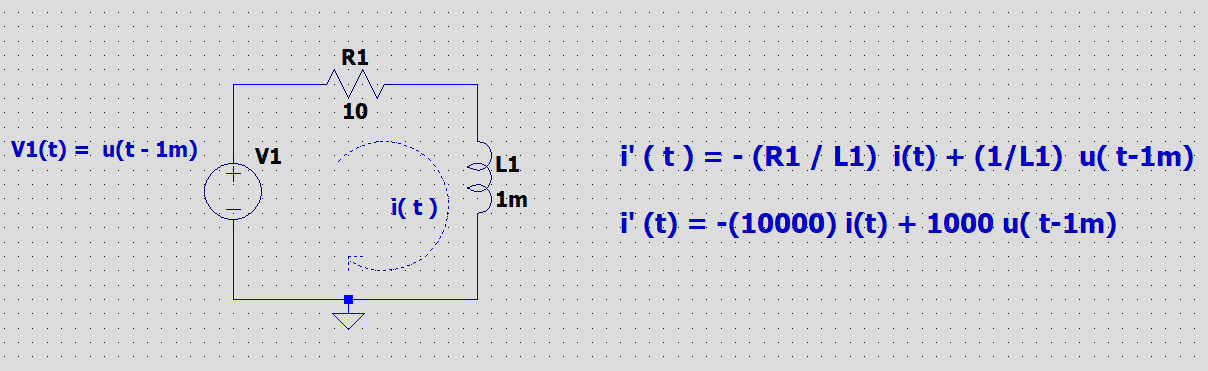 R1
10
V1(t) = u(t - 1m)
V1
L1
1m
i( t )
i' ( t ) = - (R1 / L1) i(t) + (1/L1) u( t-1m)
i' (t) = -(10000) i(t) + 1000 u( t-1m)